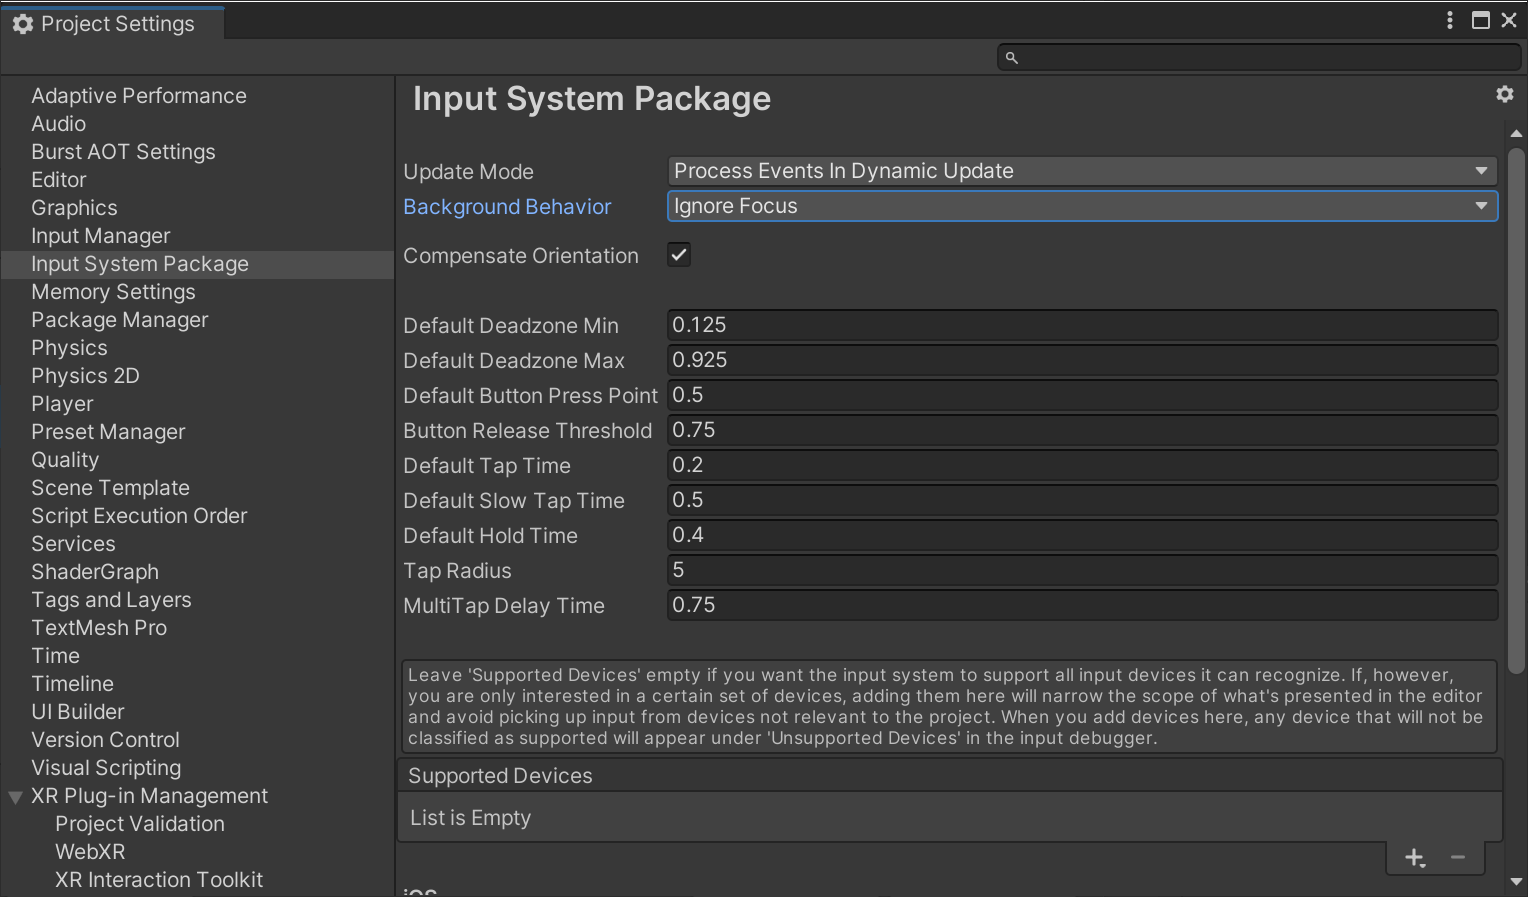 Project Settings
Adaptive Performance
Audio
Burst AOT Settings
Editor
Graphics
Input Manager
Input System Package
Memory Settings
Package Manager
Physics
Physics 2D
Player
Preset Manager
Quality
Scene Template
Script Execution Order
Services
ShaderGraph
Tags and Layers
TextMesh Pro
Time
Timeline
UI Builder
Version Control
Visual Scripting
XR Plug-in Management
Project Validation
WebXR
XR Interaction Toolkit
Input System Package
Update Mode Process Events In Dynamic Update
Background Behavior Ignore Focus
Compensate Orientation
Default Deadzone Min 0.125
Default Deadzone Max 0.925
Default Button Press Point 0.5
Button Release Threshold 0.75
Default Tap Time 0.2
Default Slow Tap Time 0.5
Default Hold Time 0.4
Tap Radius 5
MultiTap Delay Time 0.75
Leave 'Supported Devices' empty if you want the input system to support all input devices it can recognize. If, however,
you are only interested in a certain set of devices, adding them here will narrow the scope of what's presented in the editor
and avoid picking up input from devices not relevant to the project. When you add devices here, any device that will not be
classified as supported will appear under 'Unsupported Devices' in the input debugger.
Supported Devices
List is Empty
iOS